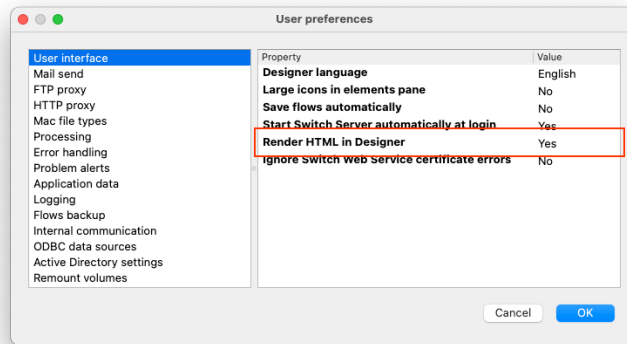 User preferences
User interface
Mail send
FTP proxy
HTTP proxy
Mac file types
Processing
Error handling
Problem alerts
Application data
Logging
Flows backup
Internal communication
ODBC data sources
Active Directory settings
Remount volumes
Property Value
Designer language English
Large icons in elements pane No
Save flows automatically No
Start Switch Server automatically at login Yes
Render HTML in Designer Yes
Ignore Switch Web Service certificate errors No
Cancel OK